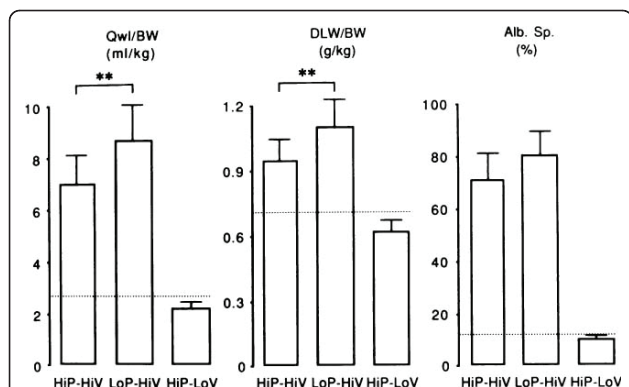 Qwl/BW DLW/BW Alb. Sp.
(ml/kg) (g/kg) (%)
** **
10 1.2 100
8 80
0.9
6 60
0.6
4 40
0.3
2 20
0 0 0
HiP-HiV LoP-HiV HiP-LoV HiP-HiV LoP-HiV HiP-LoV HiP-HiV LoP-HiV HiP-LoV